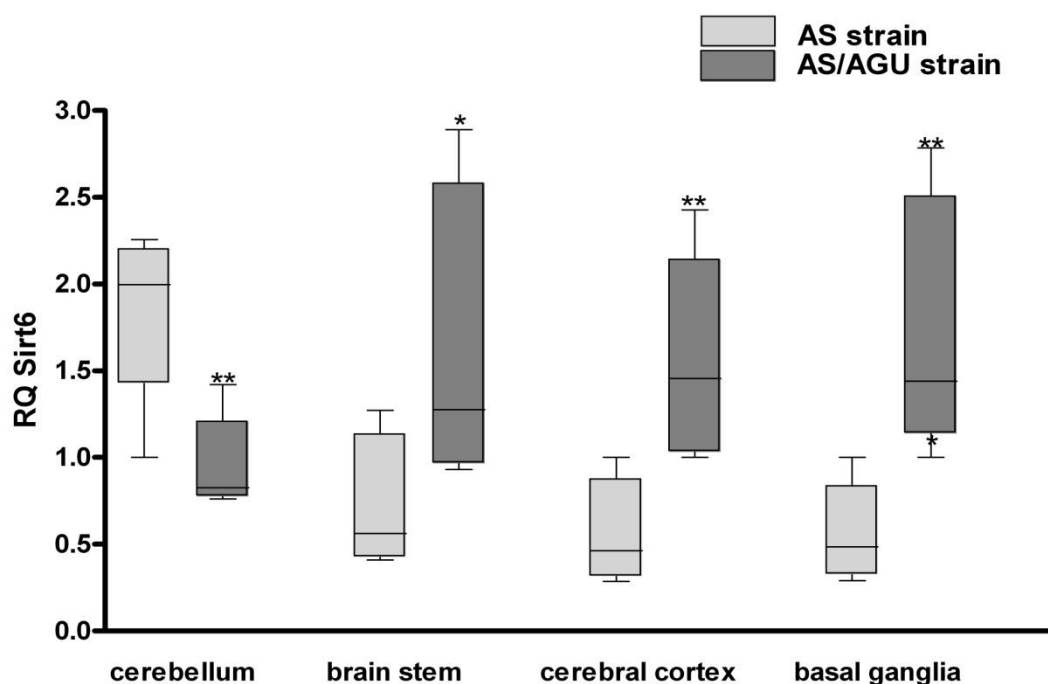 AS strain
AS/AGU strain
RQ Sirt6
3.0
2.5
2.0
1.5
1.0
0.5
0.0
**
*
**
**
*
cerebellum
brain stem
cerebral cortex
basal ganglia